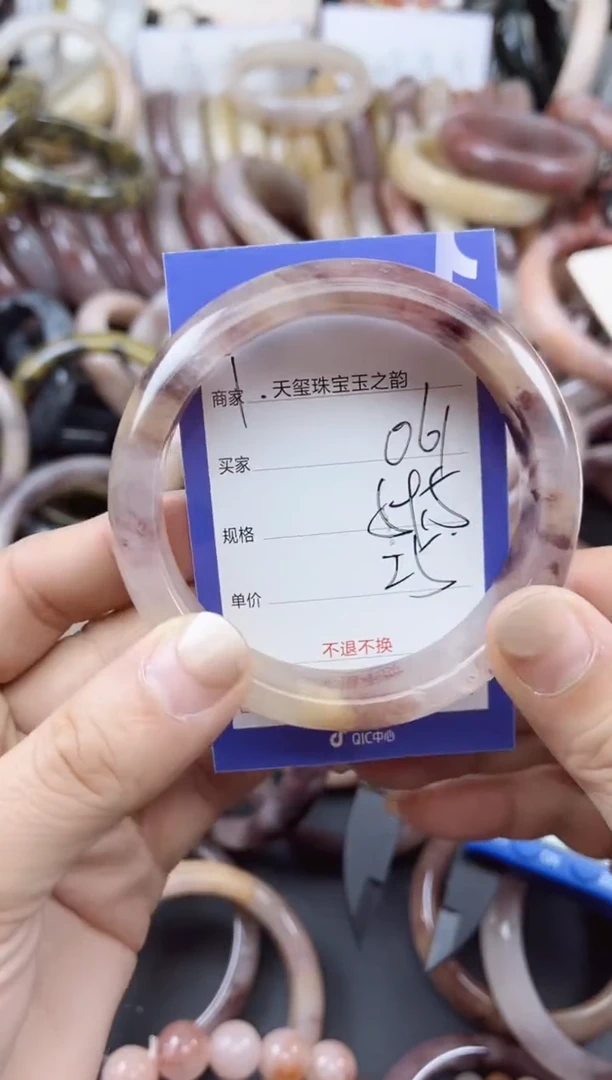 商家 . 天玺珠宝玉之韵
买家 061
规格
单价
不退不换
QIC中心